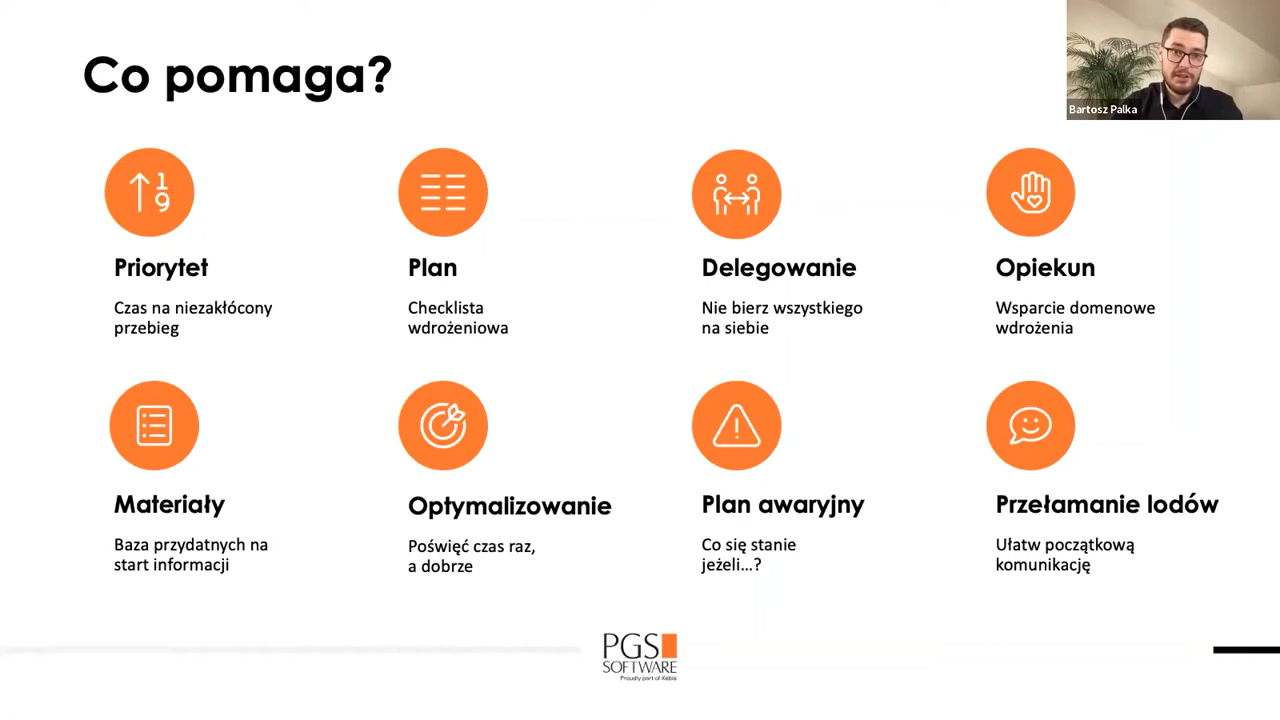 Co pomaga?
Bartosz Palka
1
9
Priorytet
Czas na niezakłócony
przebieg
Plan
Checklista
wdrożeniowa
Delegowanie
Nie bierz wszystkiego
na siebie
Opiekun
Wsparcie domenowe
wdrożenia
Materiały
Baza przydatnych na
start informacji
Optymalizowanie
Poświęć czas raz,
a dobrze
Plan awaryjny
Co się stanie
jeżeli...?
Przełamanie lodów
Ułatw początkową
komunikację
PGS
SOFTWARE
Proudly part of Xebia